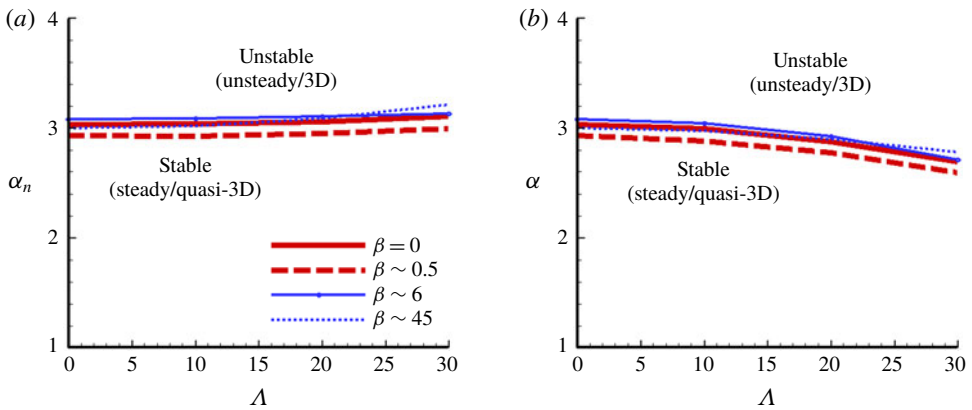 (a)
4
Unstable
(unsteady/3D)
3
αn
Stable
(steady/quasi-3D)
2
β = 0
β ∼ 0.5
β ∼ 6
β ∼ 45
1
0 5 10 15 20 25 30
Λ
(b)
4
Unstable
(unsteady/3D)
3
α
Stable
(steady/quasi-3D)
2
1
0 5 10 15 20 25 30
Λ